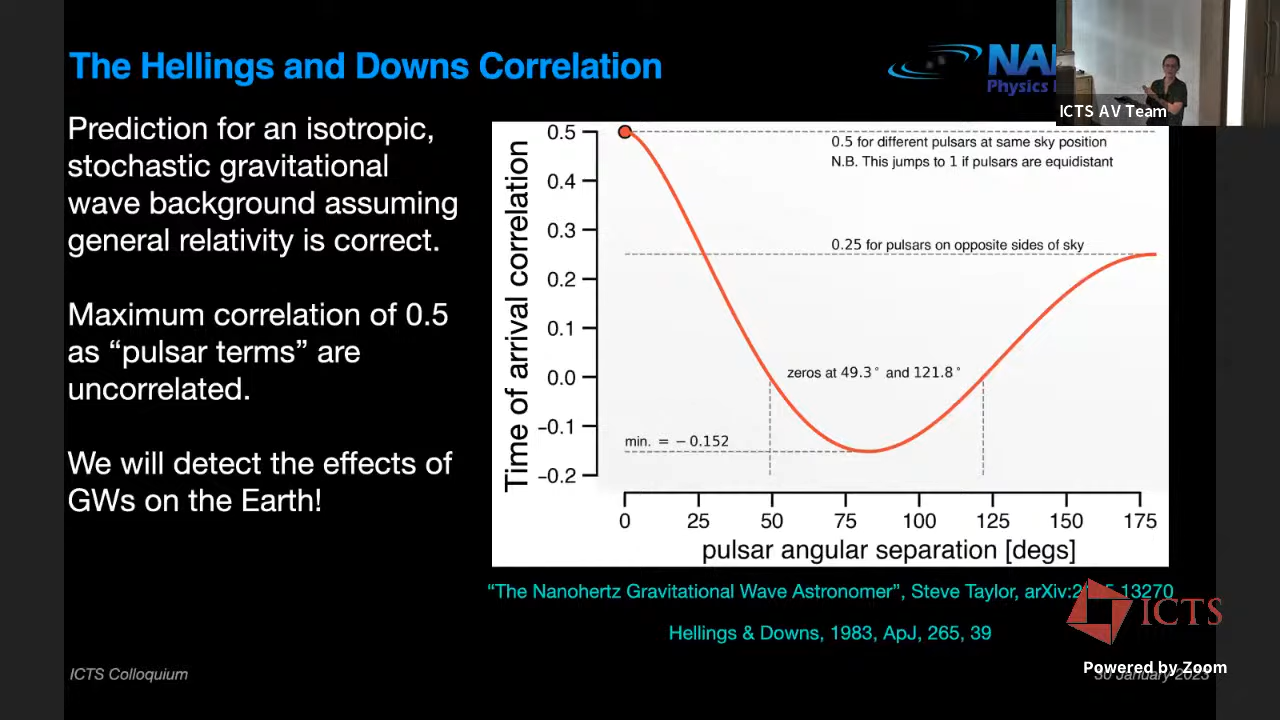 The Hellings and Downs Correlation
Physics
ICTS AV Team
Prediction for an isotropic,
stochastic gravitational
wave background assuming
general relativity is correct.
Maximum correlation of 0.5
as “pulsar terms” are
uncorrelated.
We will detect the effects of
GWs on the Earth!
Time of arrival correlation
0.5
0.4
0.3
0.2
0.1
0.0
−0.1
−0.2
0.5 for different pulsars at same sky position
N.B. This jumps to 1 if pulsars are equidistant
0.25 for pulsars on opposite sides of sky
zeros at 49.3° and 121.8°
min. = −0.152
0 25 50 75 100 125 150 175
pulsar angular separation [degs]
“The Nanohertz Gravitational Wave Astronomer”, Steve Taylor, 13270
Hellings & Downs, 1983, ApJ, 265, 39
ICTS
Powered by Zoom
ICTS Colloquium
30 January 2023